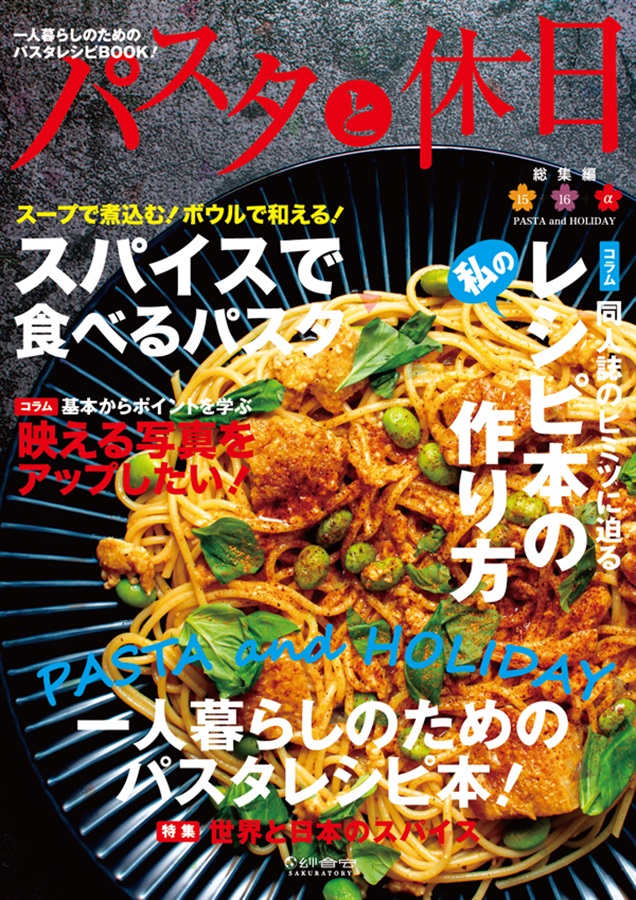 一人暮らしのための
パスタレシピBOOK!
パスタと休日
総集編
15 16 α
PASTA and HOLIDAY
スープで煮込む!ボウルで和える!
スパイスで
食べるパスタ
コラム 同人誌のヒミツに迫る
私の
レシピ本の
作り方
コラム 基本からポイントを学ぶ
映える写真を
アップしたい!
PASTA and HOLIDAY
一人暮らしのための
パスタレシピ本!
特集 世界と日本のスパイス
SAKURATORY